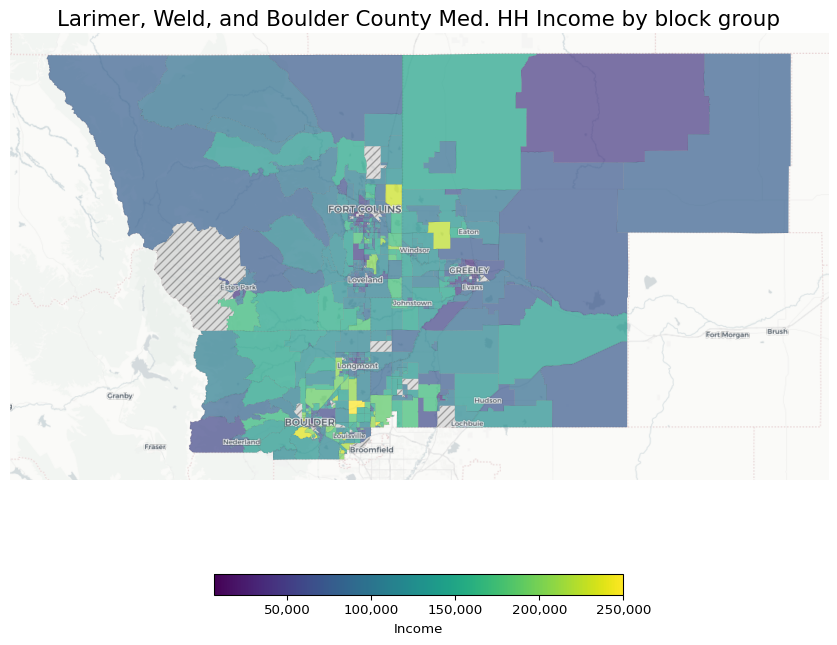 Larimer, Weld, and Boulder County Med. HH Income by block group
FORT COLLINS
Eaton
Windsor
GREELEY
Loveland
Estes Park
Evans
Johnstown
Fort Morgan
Brush
Longmont
Granby
Hudson
BOULDER
Lochbuie
Louisville
Nederland
Fraser
Broomfield
50,000 100,000 150,000 200,000 250,000
Income